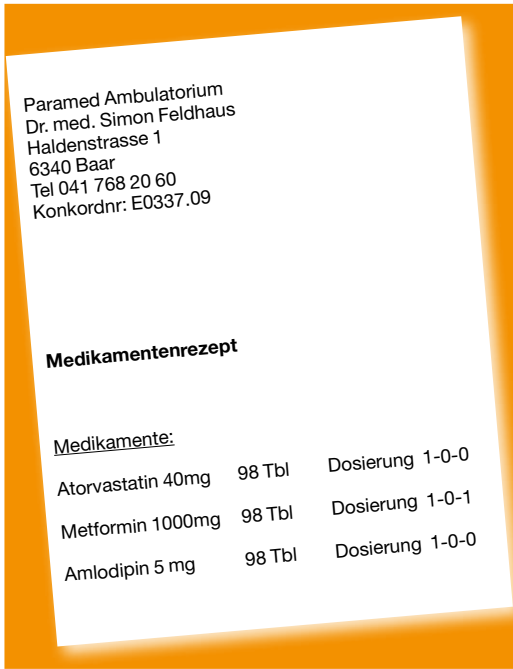 Paramed Ambulatorium
Dr. med. Simon Feldhaus
Haldenstrasse 1
6340 Baar
Tel 041 768 20 60
Konkordnr: E0337.09
Medikamentenrezept
Medikamente:
Atorvastatin 40mg 98 Tbl Dosierung 1-0-0
Metformin 1000mg 98 Tbl Dosierung 1-0-1
Amlodipin 5 mg 98 Tbl Dosierung 1-0-0